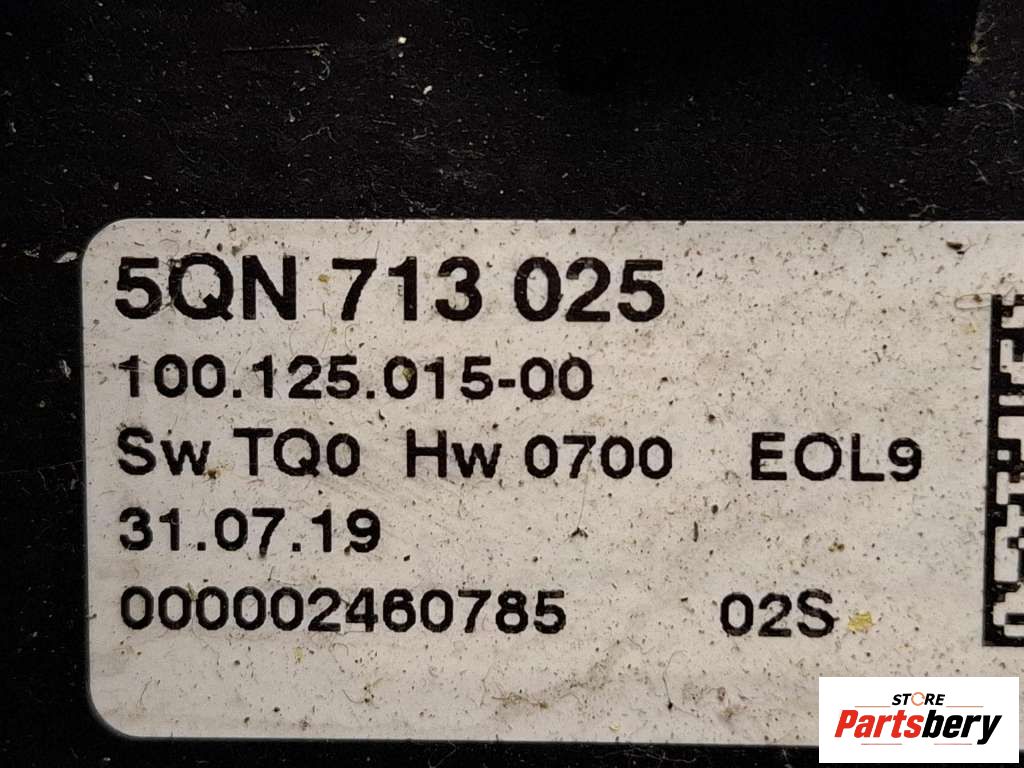 5QN 713 025
100.125.015-00
Sw TQ0 Hw 0700 EOL9
31.07.19
000002460785 02S
STORE
Partsbery